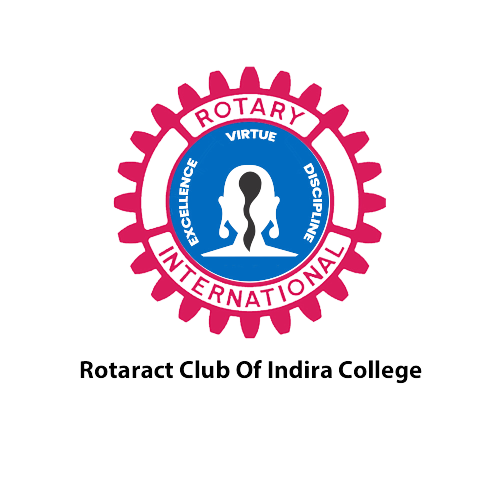 ROTARY
VIRTUE
EXCELLENCE
DISCIPLINE
INTERNATIONAL
Rotaract Club Of Indira College